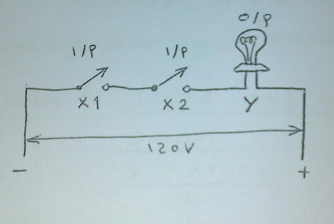 I/P I/P O/P
X1 X2 Y
120V
- +